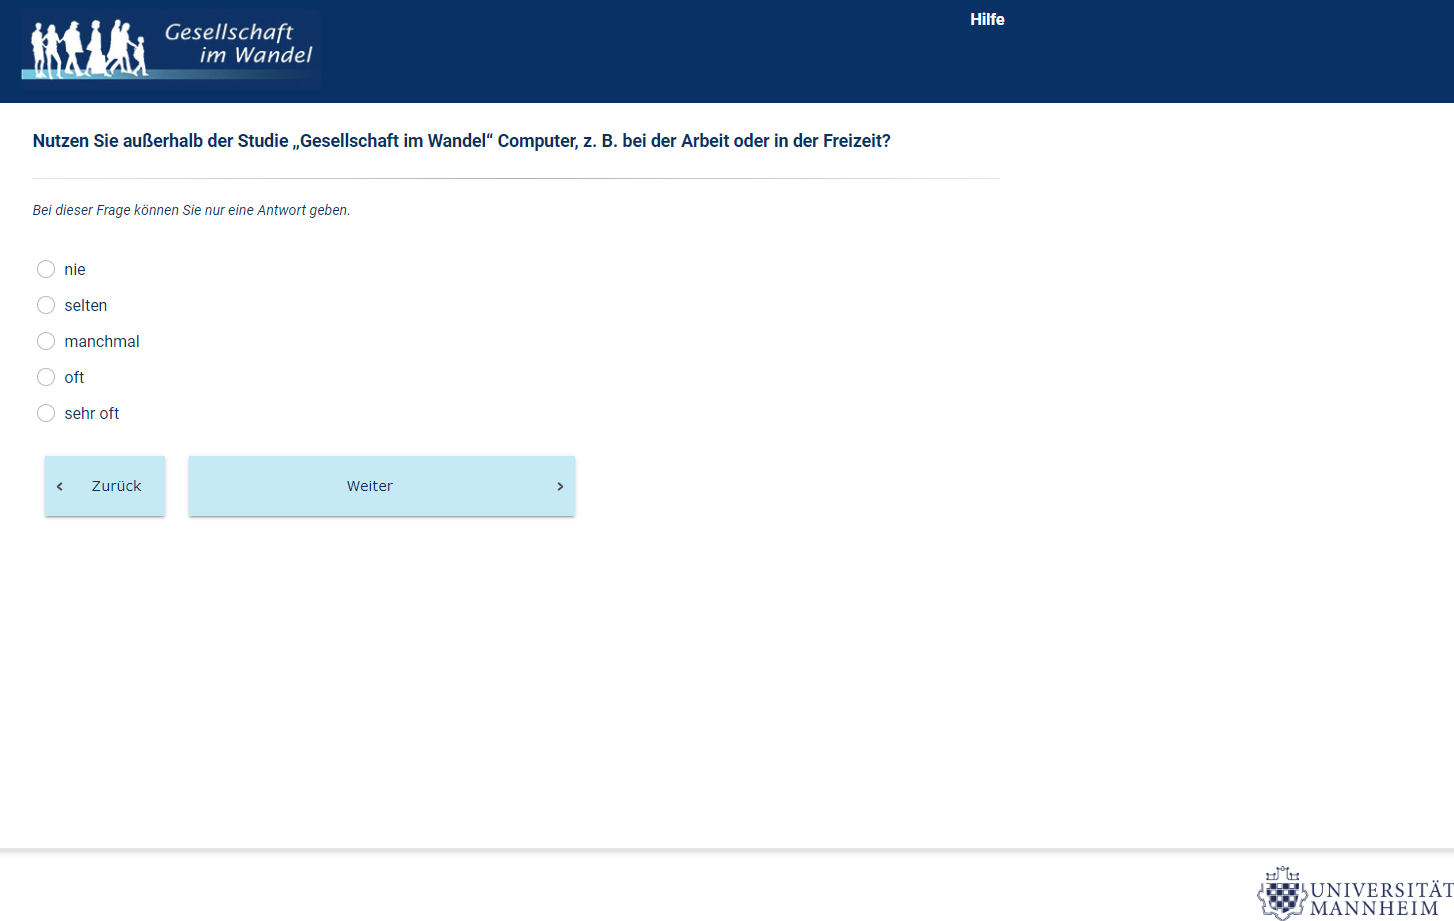 Gesellschaft
im Wandel
Hilfe
Nutzen Sie außerhalb der Studie „Gesellschaft im Wandel“ Computer, z. B. bei der Arbeit oder in der Freizeit?
Bei dieser Frage können Sie nur eine Antwort geben.
nie
selten
manchmal
oft
sehr oft
Zurück
Weiter
UNIVERSITÄT
MANNHEIM